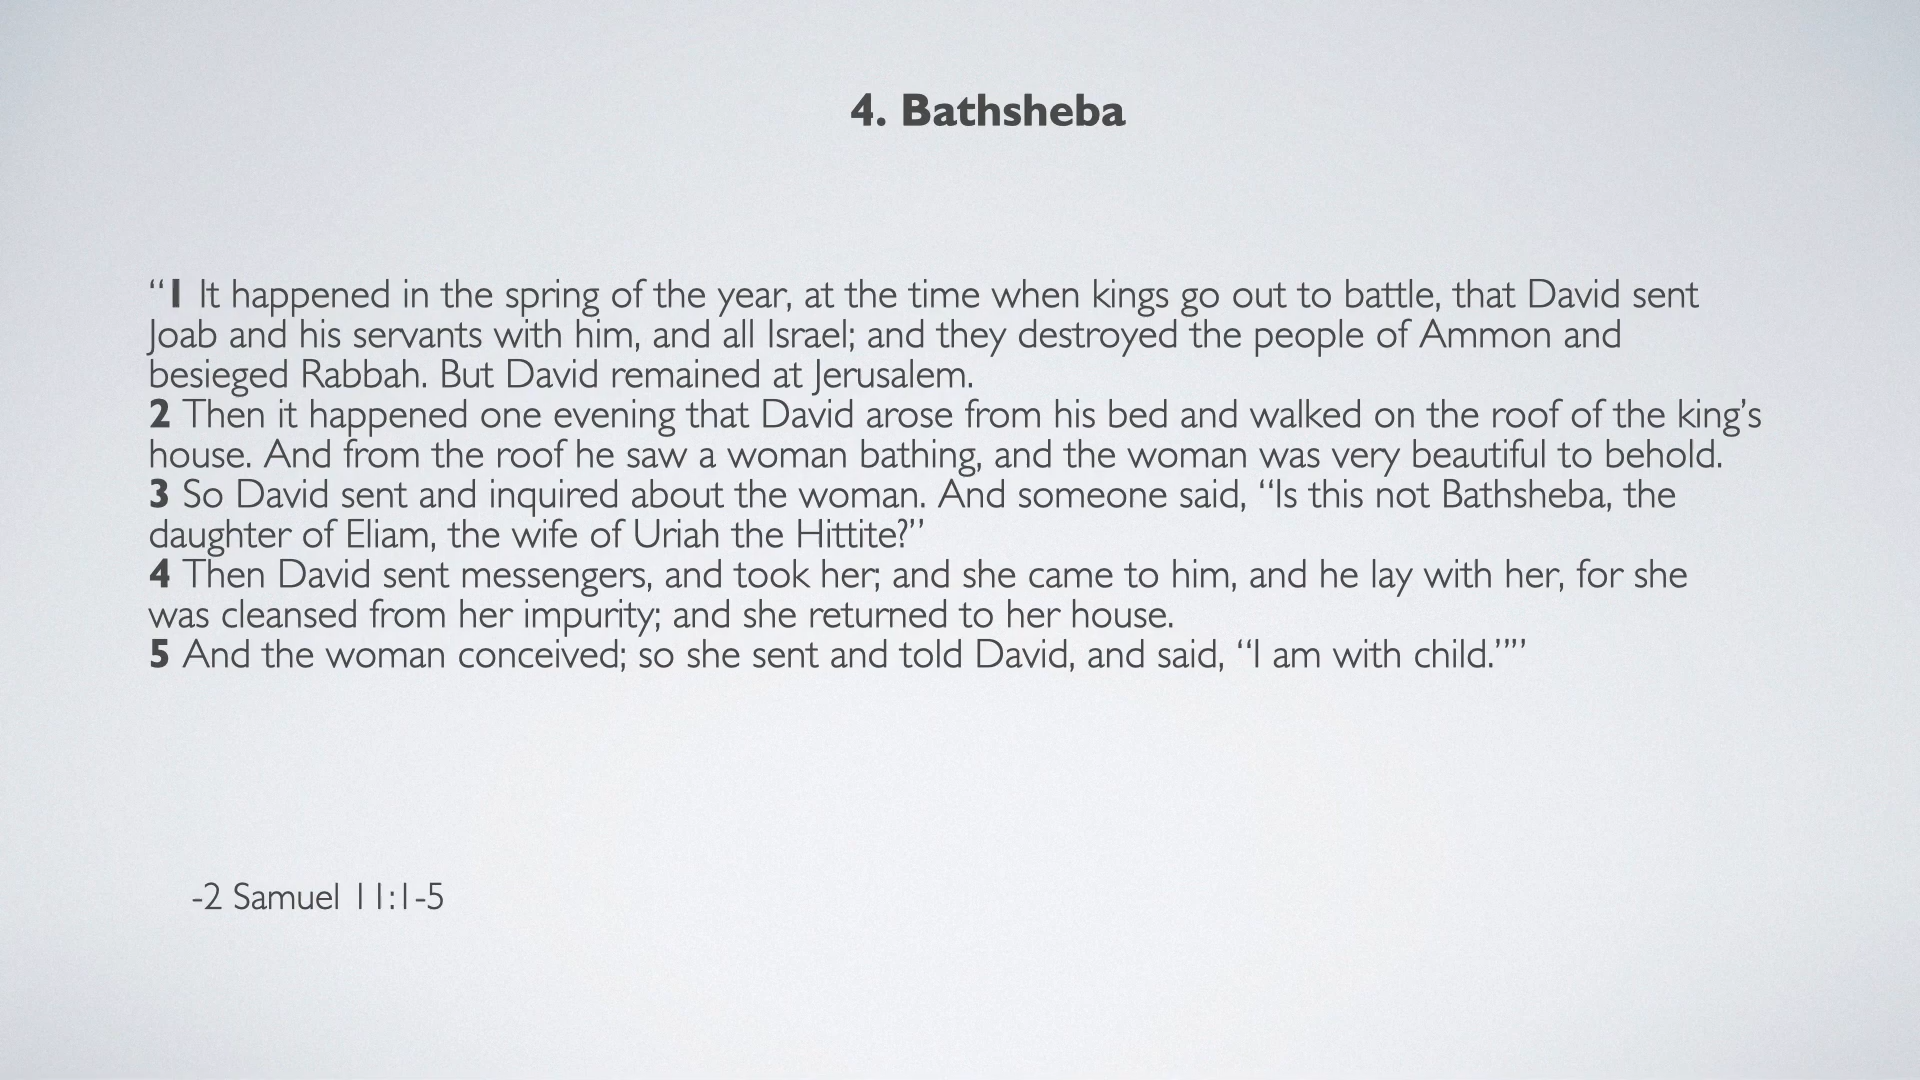 4. Bathsheba
“1 It happened in the spring of the year, at the time when kings go out to battle, that David sent
Joab and his servants with him, and all Israel; and they destroyed the people of Ammon and
besieged Rabbah. But David remained at Jerusalem.
2 Then it happened one evening that David arose from his bed and walked on the roof of the king’s
house. And from the roof he saw a woman bathing, and the woman was very beautiful to behold.
3 So David sent and inquired about the woman. And someone said, “Is this not Bathsheba, the
daughter of Eliam, the wife of Uriah the Hittite?”
4 Then David sent messengers, and took her; and she came to him, and he lay with her, for she
was cleansed from her impurity; and she returned to her house.
5 And the woman conceived; so she sent and told David, and said, “I am with child.’””
-2 Samuel 11:1-5